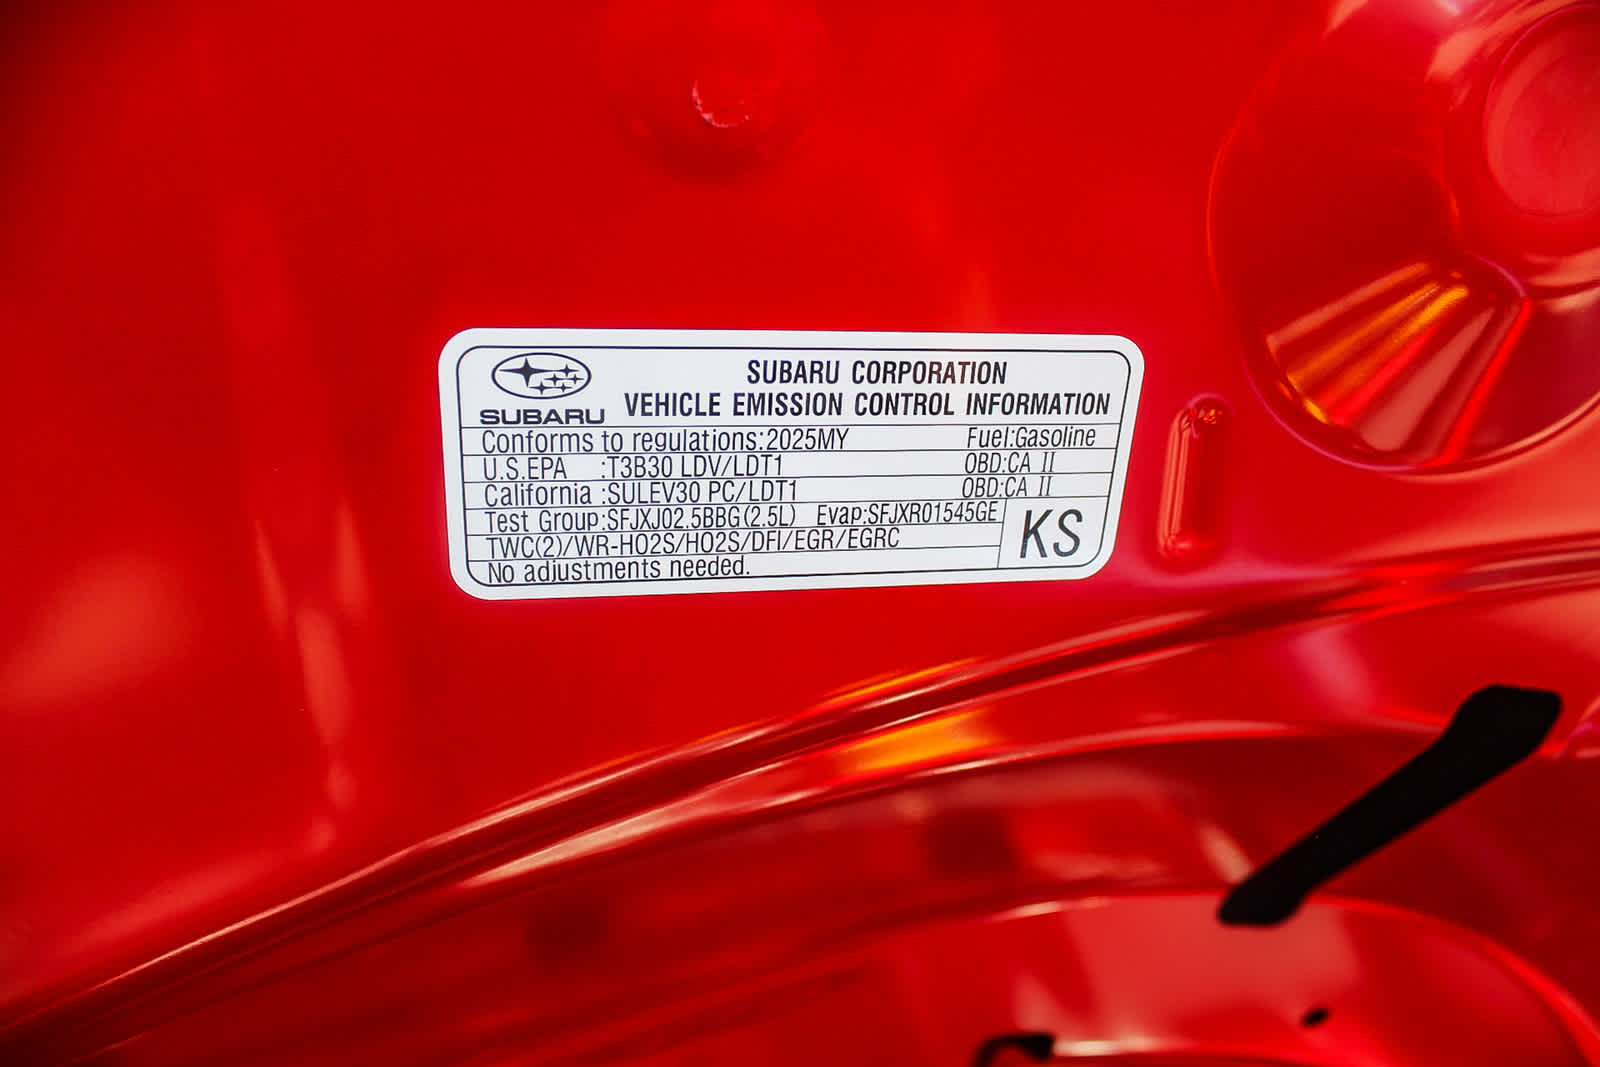 SUBARU CORPORATION
SUBARU
VEHICLE EMISSION CONTROL INFORMATION
Conforms to regulations:2025MY Fuel:Gasoline
U.S.EPA :T3B30 LDV/LDT1 OBD:CA II
California :SULEV30 PC/LDT1 OBD:CA II
Test Group:SFJXJ02.5BBG(2.5L) Evap:SFJXR01545GE
KS
TWC(2)/WR-HO2S/HO2S/DFI/EGR/EGRC
No adjustments needed.